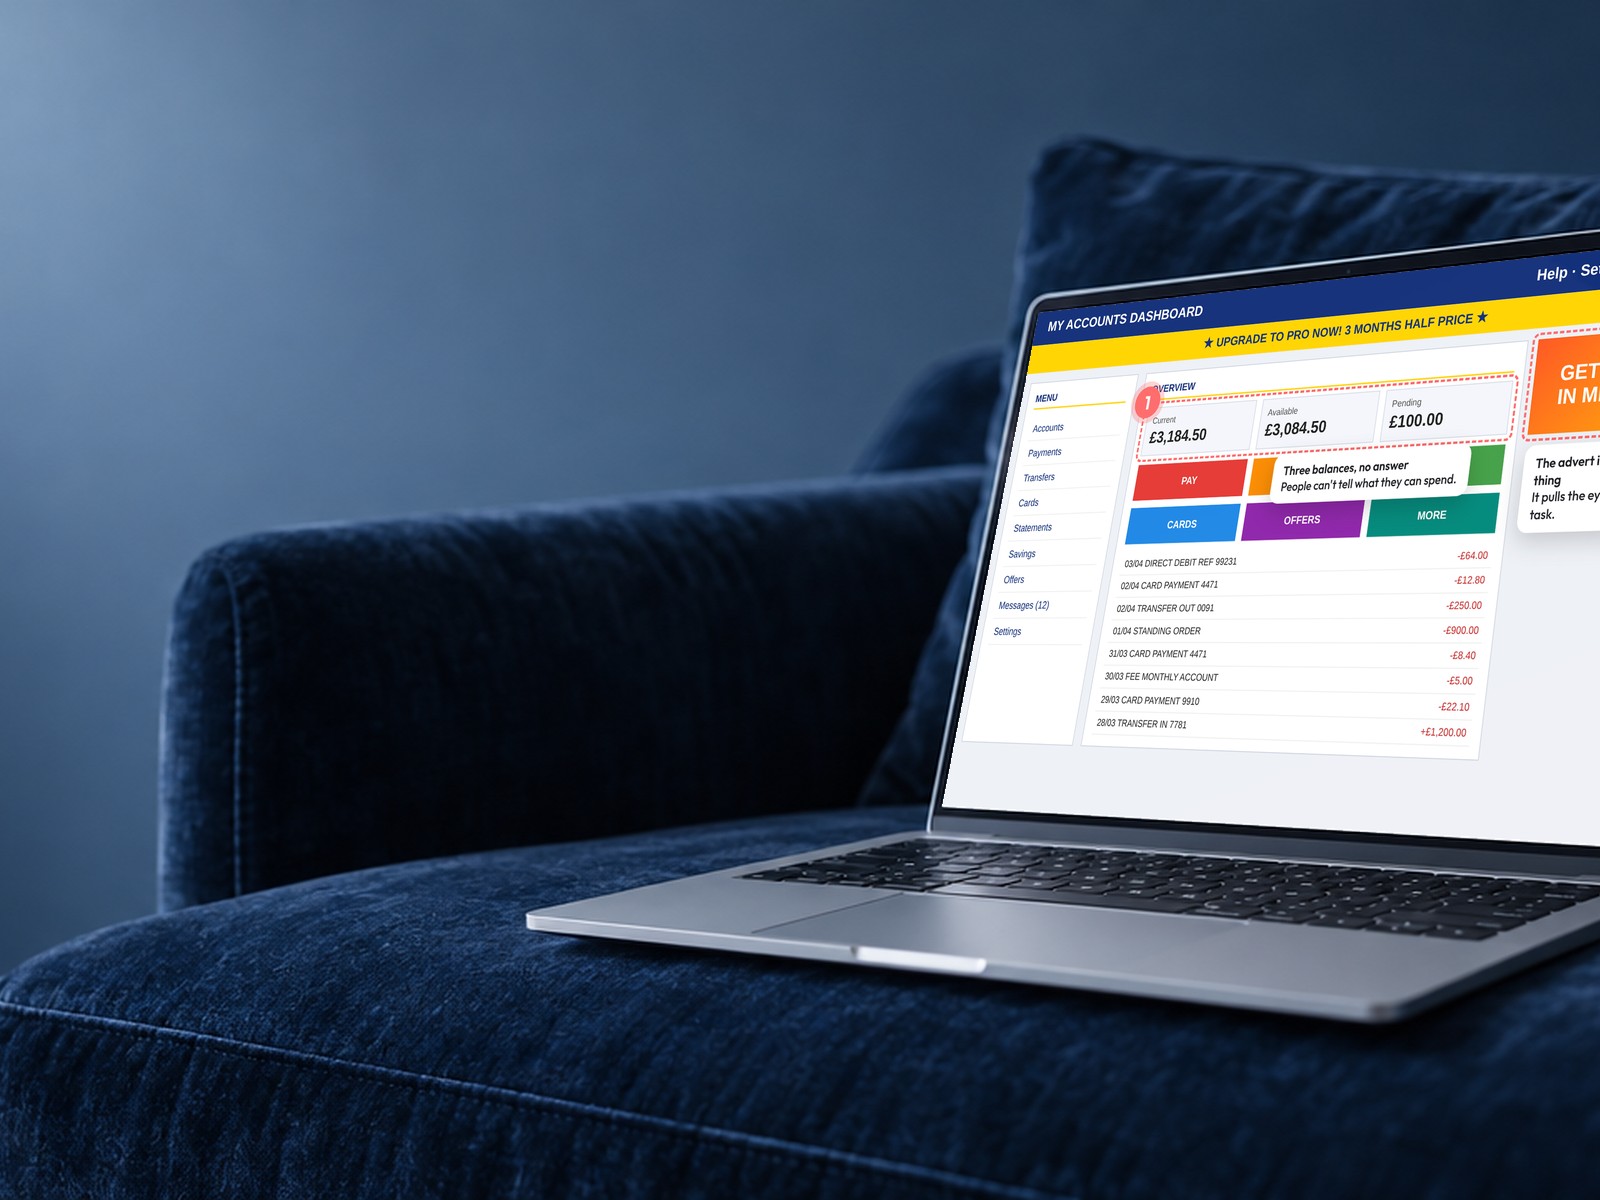 Help · Se
MY ACCOUNTS DASHBOARD
★ UPGRADE TO PRO NOW! 3 MONTHS HALF PRICE ★
MENU
Accounts
Payments
Transfers
Cards
Statements
Savings
Offers
Messages (12)
Settings
1
VERVIEW
Current
£3,184.50
Available
£3,084.50
Pending
£100.00
PAY
Three balances, no answer
People can't tell what they can spend.
CARDS
OFFERS
MORE
03/04 DIRECT DEBIT REF 99231 -£64.00
02/04 CARD PAYMENT 4471 -£12.80
02/04 TRANSFER OUT 0091 -£250.00
01/04 STANDING ORDER -£900.00
31/03 CARD PAYMENT 4471 -£8.40
30/03 FEE MONTHLY ACCOUNT -£5.00
29/03 CARD PAYMENT 9910 -£22.10
28/03 TRANSFER IN 7781 +£1,200.00
GET
IN M
The advert i
thing
It pulls the ey
task.